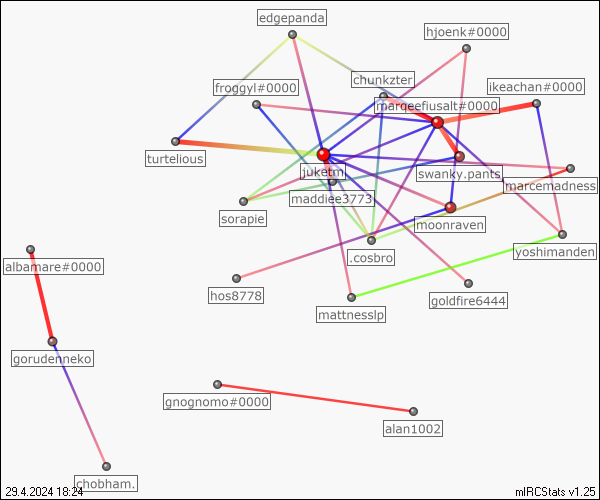 edgepanda
hjoenk#0000
chunkzter
froggyl#0000
ikeachan#0000
marqeefiusalt#0000
turtelious
juketm
swanky.pants
marcemadness
maddiee3773
sorapie
moonraven
.cosbro
yoshimanden
albamare#0000
hos8778
goldfire6444
mattnesslp
gorudenneko
gnognomo#0000
alan1002
chobham.
29.4.2024 18:24
mIRCStats v1.25